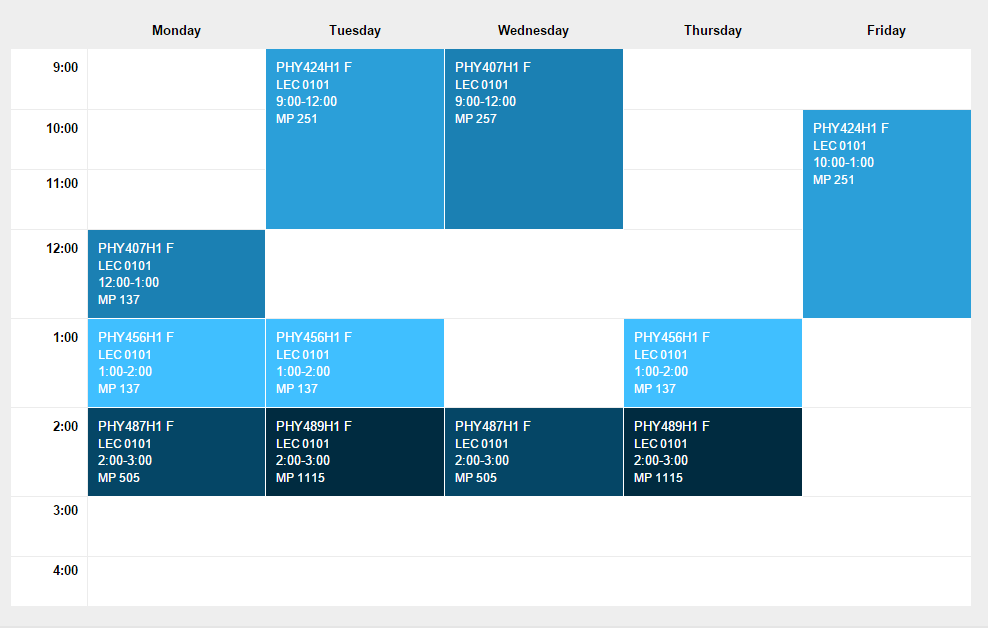 Monday Tuesday Wednesday Thursday Friday
9:00
PHY424H1 F
LEC 0101
9:00-12:00
MP 251
PHY407H1 F
LEC 0101
9:00-12:00
MP 257
10:00
PHY424H1 F
LEC 0101
10:00-1:00
MP 251
11:00
12:00
PHY407H1 F
LEC 0101
12:00-1:00
MP 137
1:00
PHY456H1 F
LEC 0101
1:00-2:00
MP 137
PHY456H1 F
LEC 0101
1:00-2:00
MP 137
PHY456H1 F
LEC 0101
1:00-2:00
MP 137
2:00
PHY487H1 F
LEC 0101
2:00-3:00
MP 505
PHY489H1 F
LEC 0101
2:00-3:00
MP 1115
PHY487H1 F
LEC 0101
2:00-3:00
MP 505
PHY489H1 F
LEC 0101
2:00-3:00
MP 1115
3:00
4:00